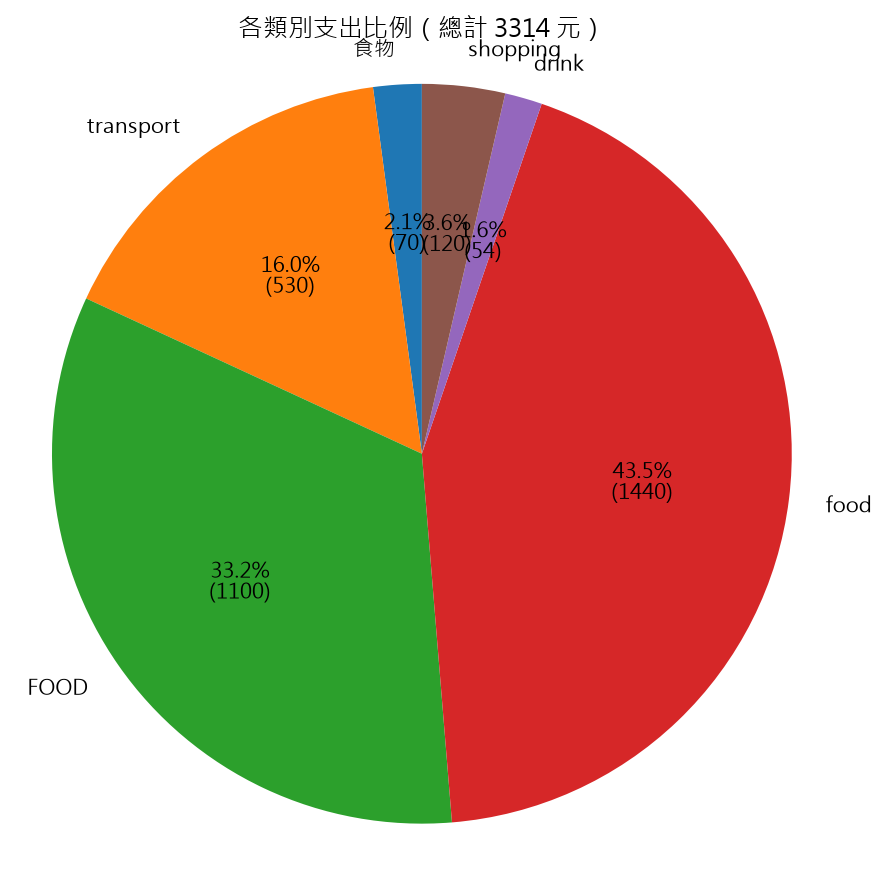 各類別支出比例（總計 3314 元）
食物
shopping
drink
transport
2.1%
(70)
3.6%
(120)
1.6%
(54)
16.0%
(530)
43.5%
(1440)
food
33.2%
(1100)
FOOD